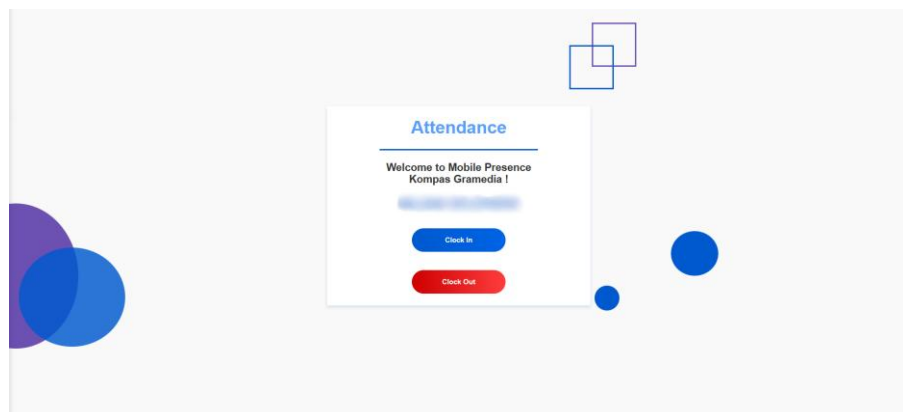 Attendance
Welcome to Mobile Presence
Kompas Gramedia !
Clock In
Clock Out